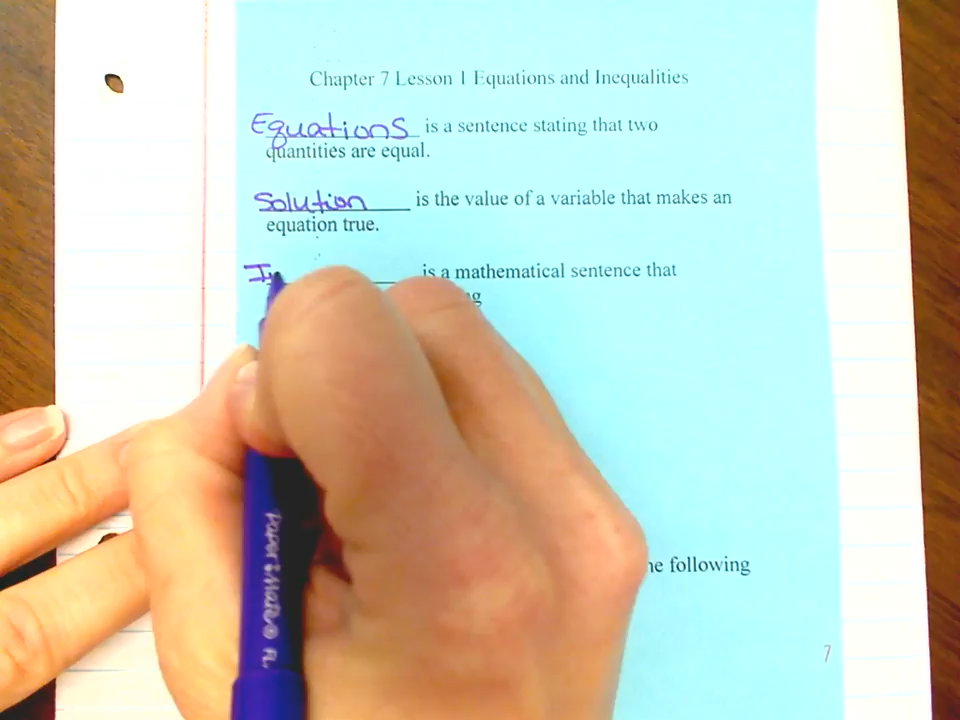 Chapter 7 Lesson 1 Equations and Inequalities
Equations is a sentence stating that two
quantities are equal.
Solution is the value of a variable that makes an
equation true.
is a mathematical sentence that
following
7
PaperMate